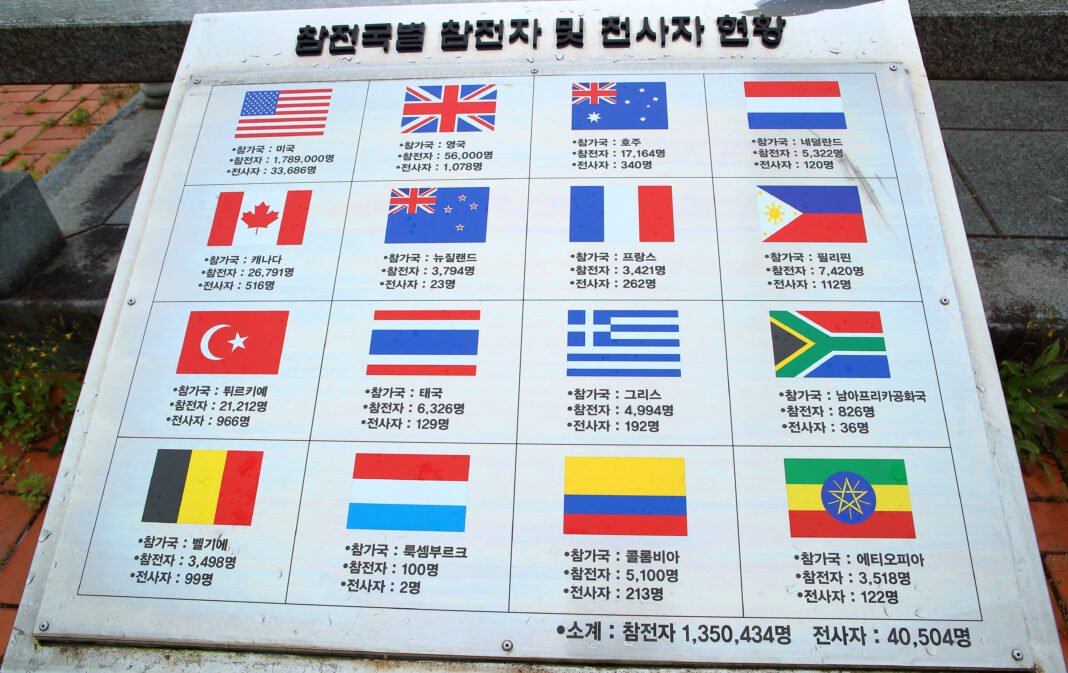 참전국별 참전자 및 전사자 현황
•참가국 : 미국
•참전자 : 1,789,000명
•전사자 : 33,686명
•참가국 : 영국
•참전자 : 56,000명
•전사자 : 1,078명
•참가국 : 호주
•참전자 : 17,164명
•전사자 : 340명
•참가국 : 네덜란드
•참전자 : 5,322명
•전사자 : 120명
•참가국 : 캐나다
•참전자 : 26,791명
•전사자 : 516명
•참가국 : 뉴질랜드
•참전자 : 3,794명
•전사자 : 23명
•참가국 : 프랑스
•참전자 : 3,421명
•전사자 : 262명
•참가국 : 필리핀
•참전자 : 7,420명
•전사자 : 112명
•참가국 : 튀르키예
•참전자 : 21,212명
•전사자 : 966명
•참가국 : 태국
•참전자 : 6,326명
•전사자 : 129명
•참가국 : 그리스
•참전자 : 4,994명
•전사자 : 192명
•참가국 : 남아프리카공화국
•참전자 : 826명
•전사자 : 36명
•참가국 : 벨기에
•참전자 : 3,498명
•전사자 : 99명
•참가국 : 룩셈부르크
•참전자 : 100명
•전사자 : 2명
•참가국 : 콜롬비아
•참전자 : 5,100명
•전사자 : 213명
•참가국 : 에티오피아
•참전자 : 3,518명
•전사자 : 122명
•소계 : 참전자 1,350,434명 전사자 : 40,504명